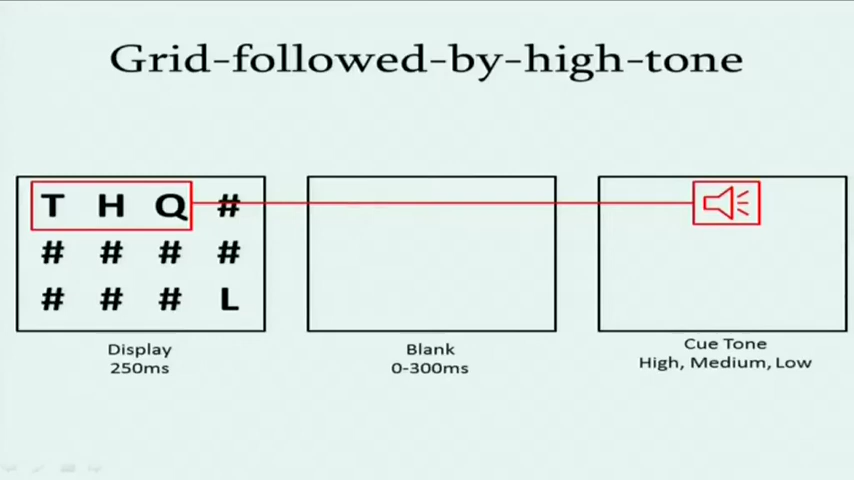 Grid-followed-by-high-tone
T H Q #
# # # #
# # # L
Display
250ms
Blank
0-300ms
Cue Tone
High, Medium, Low